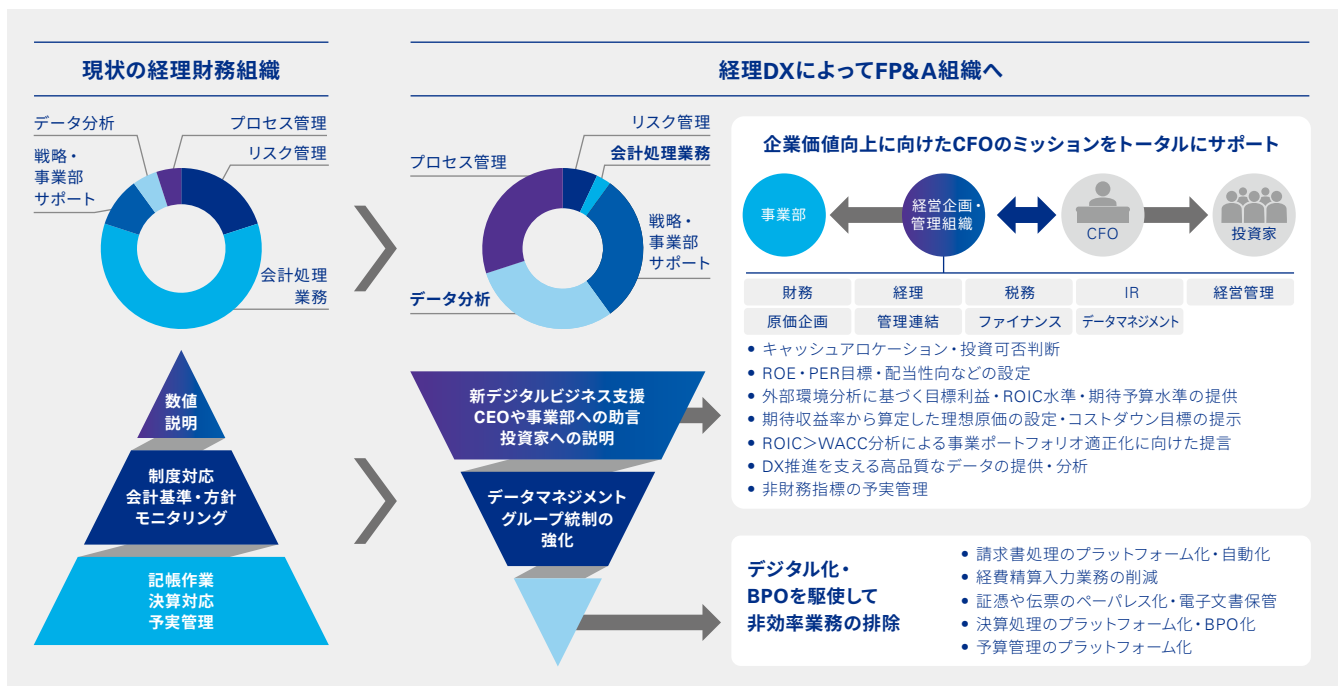 現状の経理財務組織
データ分析
プロセス管理
戦略・
事業部
サポート
リスク管理
会計処理
業務
数値
説明
制度対応
会計基準・方針
モニタリング
記帳作業
決算対応
予実管理
経理DXによってFP&A組織へ
リスク管理
会計処理業務
プロセス管理
戦略・
事業部
サポート
データ分析
新デジタルビジネス支援
CEOや事業部への助言
投資家への説明
データマネジメント
グループ統制の
強化
企業価値向上に向けたCFOのミッションをトータルにサポート
事業部
経営企画・
管理組織
CFO
投資家
財務 経理 税務 IR 経営管理
原価企画 管理連結 ファイナンス データマネジメント
• キャッシュアロケーション・投資可否判断
• ROE・PER目標・配当性向などの設定
• 外部環境分析に基づく目標利益・ROIC水準・期待予算水準の提供
• 期待収益率から算定した理想原価の設定・コストダウン目標の提示
• ROIC>WACC分析による事業ポートフォリオ適正化に向けた提言
• DX推進を支える高品質なデータの提供・分析
• 非財務指標の予実管理
デジタル化・
BPOを駆使して
非効率業務の排除
• 請求書処理のプラットフォーム化・自動化
• 経費精算入力業務の削減
• 証憑や伝票のペーパレス化・電子文書保管
• 決算処理のプラットフォーム化・BPO化
• 予算管理のプラットフォーム化